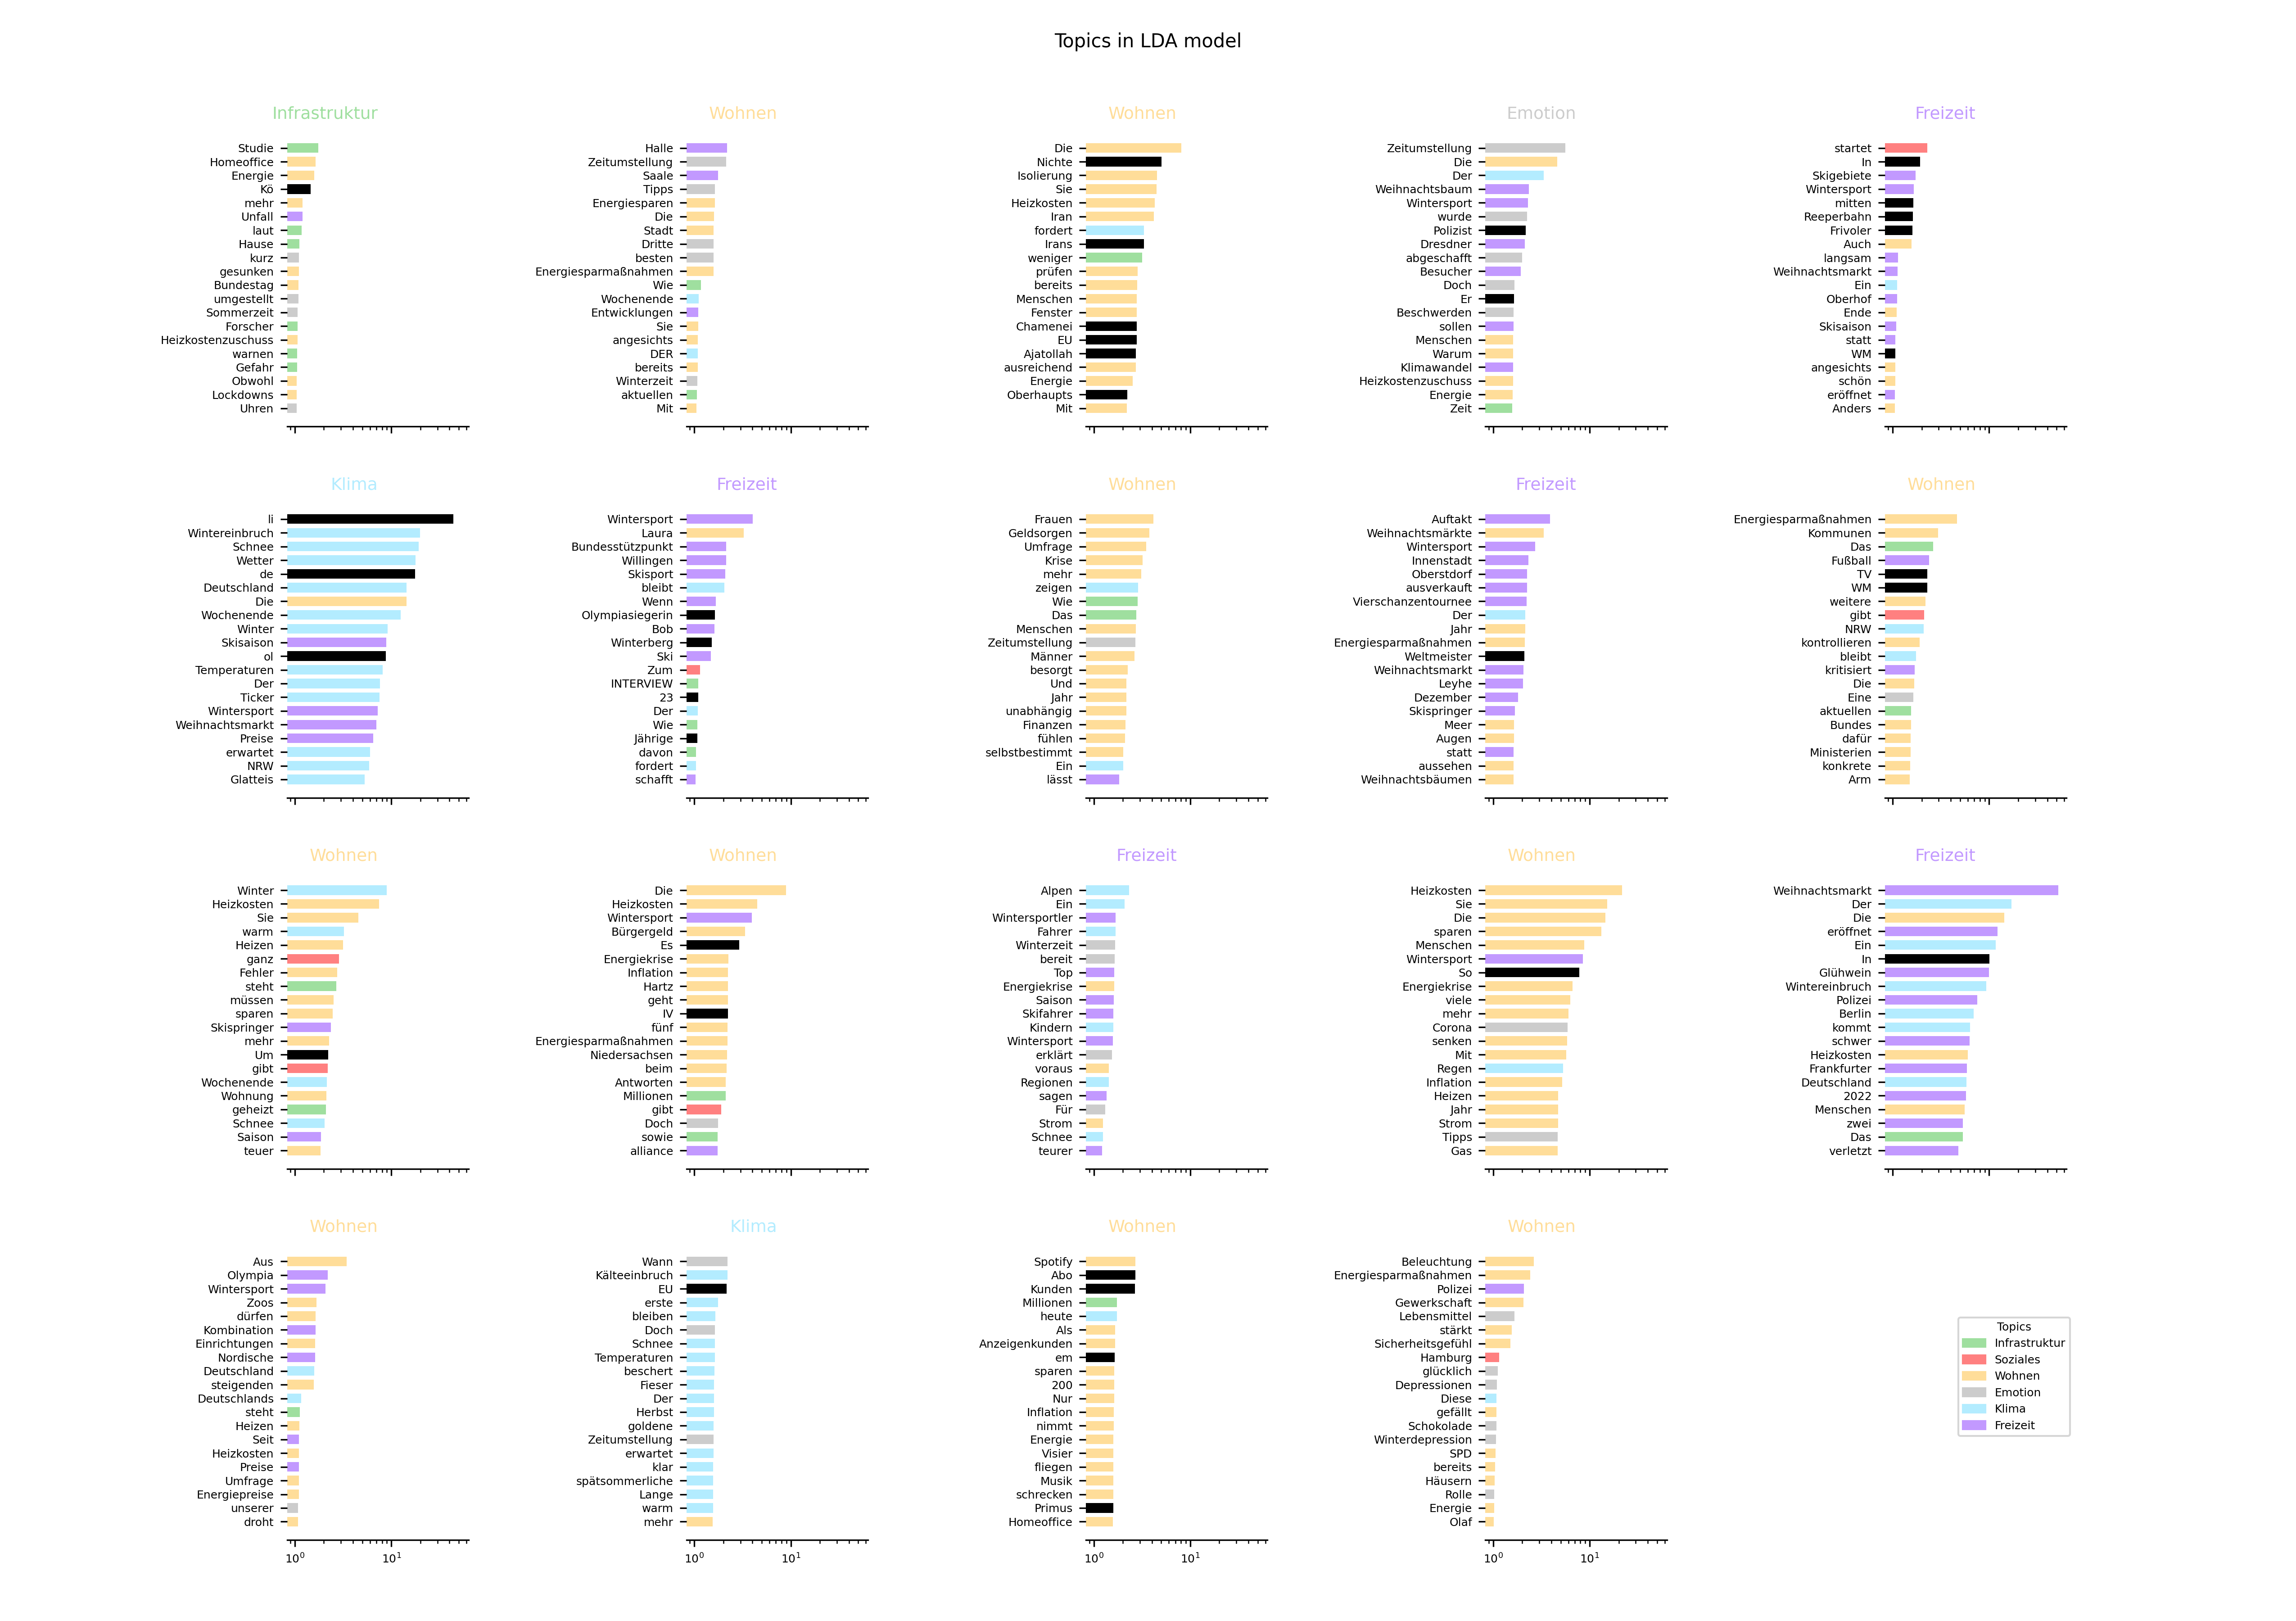 Topics in LDA model
Infrastruktur
Studie
Homeoffice
Energie
Kö
mehr
Unfall
laut
Hause
kurz
gesunken
Bundestag
umgestellt
Sommerzeit
Forscher
Heizkostenzuschuss
warnen
Gefahr
Obwohl
Lockdowns
Uhren
Wohnen
Halle
Zeitumstellung
Saale
Tipps
Energiesparen
Die
Stadt
Dritte
besten
Energiesparmaßnahmen
Wie
Wochenende
Entwicklungen
Sie
angesichts
DER
bereits
Winterzeit
aktuellen
Mit
Wohnen
Die
Nichte
Isolierung
Sie
Heizkosten
Iran
fordert
Irans
weniger
prüfen
bereits
Menschen
Fenster
Chamenei
EU
Ajatollah
ausreichend
Energie
Oberhaupts
Mit
Emotion
Zeitumstellung
Die
Der
Weihnachtsbaum
Wintersport
wurde
Polizist
Dresdner
abgeschafft
Besucher
Doch
Er
Beschwerden
sollen
Menschen
Warum
Klimawandel
Heizkostenzuschuss
Energie
Zeit
Freizeit
startet
In
Skigebiete
Wintersport
mitten
Reeperbahn
Frivoler
Auch
langsam
Weihnachtsmarkt
Ein
Oberhof
Ende
Skisaison
statt
WM
angesichts
schön
eröffnet
Anders
Klima
li
Wintereinbruch
Schnee
Wetter
de
Deutschland
Die
Wochenende
Winter
Skisaison
ol
Temperaturen
Der
Ticker
Wintersport
Weihnachtsmarkt
Preise
erwartet
NRW
Glatteis
Freizeit
Wintersport
Laura
Bundesstützpunkt
Willingen
Skisport
bleibt
Wenn
Olympiasiegerin
Bob
Winterberg
Ski
Zum
INTERVIEW
23
Der
Wie
Jährige
davon
fordert
schafft
Wohnen
Frauen
Geldsorgen
Umfrage
Krise
mehr
zeigen
Wie
Das
Menschen
Zeitumstellung
Männer
besorgt
Und
Jahr
unabhängig
Finanzen
fühlen
selbstbestimmt
Ein
lässt
Freizeit
Auftakt
Weihnachtsmärkte
Wintersport
Innenstadt
Oberstdorf
ausverkauft
Vierschanzentournee
Der
Jahr
Energiesparmaßnahmen
Weltmeister
Weihnachtsmarkt
Leyhe
Dezember
Skispringer
Meer
Augen
statt
aussehen
Weihnachtsbäumen
Wohnen
Energiesparmaßnahmen
Kommunen
Das
Fußball
TV
WM
weitere
gibt
NRW
kontrollieren
bleibt
kritisiert
Die
Eine
aktuellen
Bundes
dafür
Ministerien
konkrete
Arm
Wohnen
Winter
Heizkosten
Sie
warm
Heizen
ganz
Fehler
steht
müssen
sparen
Skispringer
mehr
Um
gibt
Wochenende
Wohnung
geheizt
Schnee
Saison
teuer
Wohnen
Die
Heizkosten
Wintersport
Bürgergeld
Es
Energiekrise
Inflation
Hartz
geht
IV
fünf
Energiesparmaßnahmen
Niedersachsen
beim
Antworten
Millionen
gibt
Doch
sowie
alliance
Freizeit
Alpen
Ein
Wintersportler
Fahrer
Winterzeit
bereit
Top
Energiekrise
Saison
Skifahrer
Kindern
Wintersport
erklärt
voraus
Regionen
sagen
Für
Strom
Schnee
teurer
Wohnen
Heizkosten
Sie
Die
sparen
Menschen
Wintersport
So
Energiekrise
viele
mehr
Corona
senken
Mit
Regen
Inflation
Heizen
Jahr
Strom
Tipps
Gas
Freizeit
Weihnachtsmarkt
Der
Die
eröffnet
Ein
In
Glühwein
Wintereinbruch
Polizei
Berlin
kommt
schwer
Heizkosten
Frankfurter
Deutschland
2022
Menschen
zwei
Das
verletzt
Wohnen
Aus
Olympia
Wintersport
Zoos
dürfen
Kombination
Einrichtungen
Nordische
Deutschland
steigenden
Deutschlands
steht
Heizen
Seit
Heizkosten
Preise
Umfrage
Energiepreise
unserer
droht
10⁰ 10¹
Klima
Wann
Kälteeinbruch
EU
erste
bleiben
Doch
Schnee
Temperaturen
beschert
Fieser
Der
Herbst
goldene
Zeitumstellung
erwartet
klar
spätsommerliche
Lange
warm
mehr
10⁰ 10¹
Wohnen
Spotify
Abo
Kunden
Millionen
heute
Als
Anzeigenkunden
em
sparen
200
Nur
Inflation
nimmt
Energie
Visier
fliegen
Musik
schrecken
Primus
Homeoffice
10⁰ 10¹
Wohnen
Beleuchtung
Energiesparmaßnahmen
Polizei
Gewerkschaft
Lebensmittel
stärkt
Sicherheitsgefühl
Hamburg
glücklich
Depressionen
Diese
gefällt
Schokolade
Winterdepression
SPD
bereits
Häusern
Rolle
Energie
Olaf
10⁰ 10¹
Topics
Infrastruktur
Soziales
Wohnen
Emotion
Klima
Freizeit